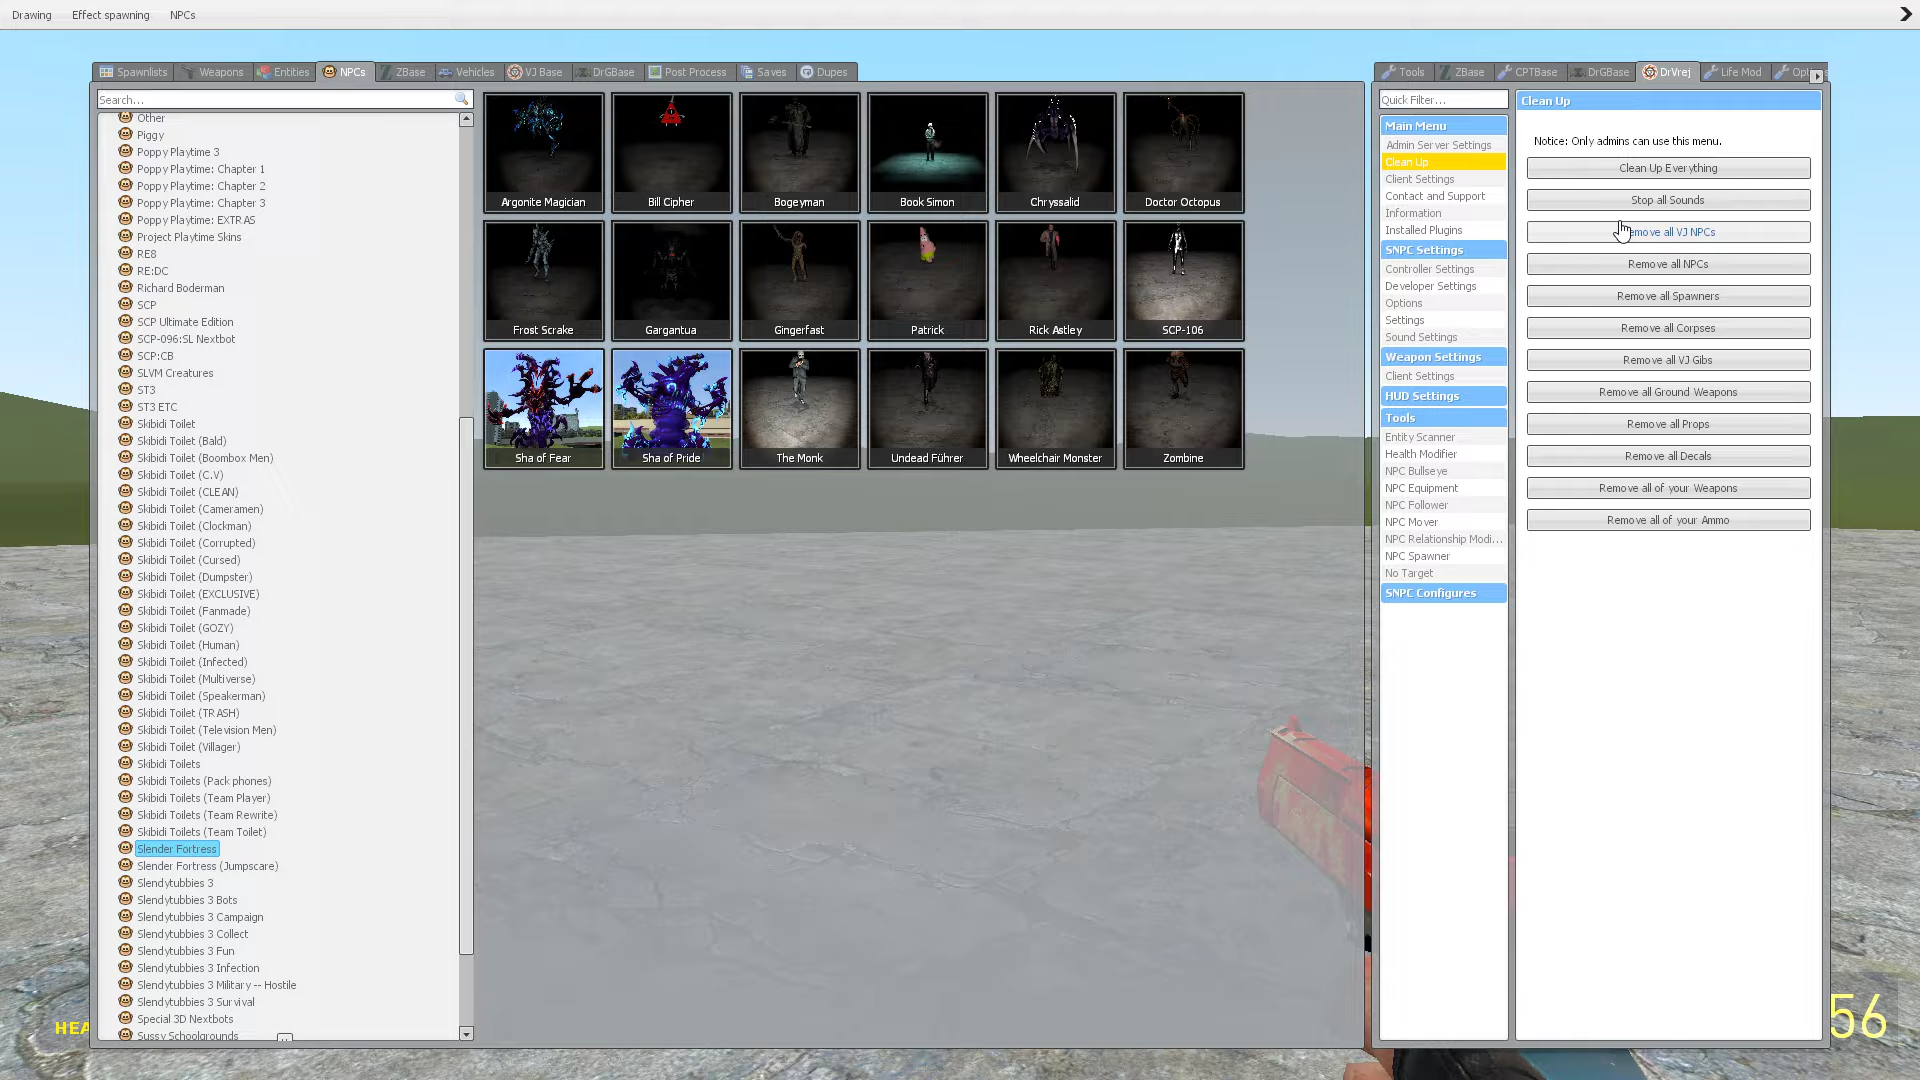 Drawing Effect spawning NPCs
Spawnlists Weapons Entities NPCs ZBase Vehicles VJ Base DrGBase Post Process Saves Dupes
Search...
Other
Piggy
Poppy Playtime 3
Poppy Playtime: Chapter 1
Poppy Playtime: Chapter 2
Poppy Playtime: Chapter 3
Poppy Playtime: EXTRAS
Project Playtime Skins
RE8
RE:DC
Richard Boderman
SCP
SCP Ultimate Edition
SCP-096:SL Nextbot
SCP:CB
SLVM Creatures
ST3
ST3 ETC
Skibidi Toilet
Skibidi Toilet (Bald)
Skibidi Toilet (Boombox Men)
Skibidi Toilet (C.V)
Skibidi Toilet (CLEAN)
Skibidi Toilet (Cameramen)
Skibidi Toilet (Clockman)
Skibidi Toilet (Corrupted)
Skibidi Toilet (Cursed)
Skibidi Toilet (Dumpster)
Skibidi Toilet (EXCLUSIVE)
Skibidi Toilet (Fanmade)
Skibidi Toilet (GOZY)
Skibidi Toilet (Human)
Skibidi Toilet (Infected)
Skibidi Toilet (Multiverse)
Skibidi Toilet (Speakerman)
Skibidi Toilet (TRASH)
Skibidi Toilet (Television Men)
Skibidi Toilet (Villager)
Skibidi Toilets
Skibidi Toilets (Pack phones)
Skibidi Toilets (Team Player)
Skibidi Toilets (Team Rewrite)
Skibidi Toilets (Team Toilet)
Slender Fortress
Slender Fortress (Jumpscare)
Slendytubbies 3
Slendytubbies 3 Bots
Slendytubbies 3 Campaign
Slendytubbies 3 Collect
Slendytubbies 3 Fun
Slendytubbies 3 Infection
Slendytubbies 3 Military -- Hostile
Slendytubbies 3 Survival
Special 3D Nextbots
Sussy Schoolgrounds
Argonite Magician Bill Cipher Bogeyman Book Simon Chryssalid Doctor Octopus
Frost Scrake Gargantua Gingerfast Patrick Rick Astley SCP-106
Sha of Fear Sha of Pride The Monk Undead Führer Wheelchair Monster Zombine
Tools ZBase CPTBase DrGBase DrVrej Life Mod Opti
Quick Filter...
Main Menu
Admin Server Settings
Clean Up
Client Settings
Contact and Support
Information
Installed Plugins
SNPC Settings
Controller Settings
Developer Settings
Options
Settings
Sound Settings
Weapon Settings
Client Settings
HUD Settings
Tools
Entity Scanner
Health Modifier
NPC Bullseye
NPC Equipment
NPC Follower
NPC Mover
NPC Relationship Modi...
NPC Spawner
No Target
SNPC Configures
Clean Up
Notice: Only admins can use this menu.
Clean Up Everything
Stop all Sounds
emove all VJ NPCs
Remove all NPCs
Remove all Spawners
Remove all Corpses
Remove all VJ Gibs
Remove all Ground Weapons
Remove all Props
Remove all Decals
Remove all of your Weapons
Remove all of your Ammo
HEA
56